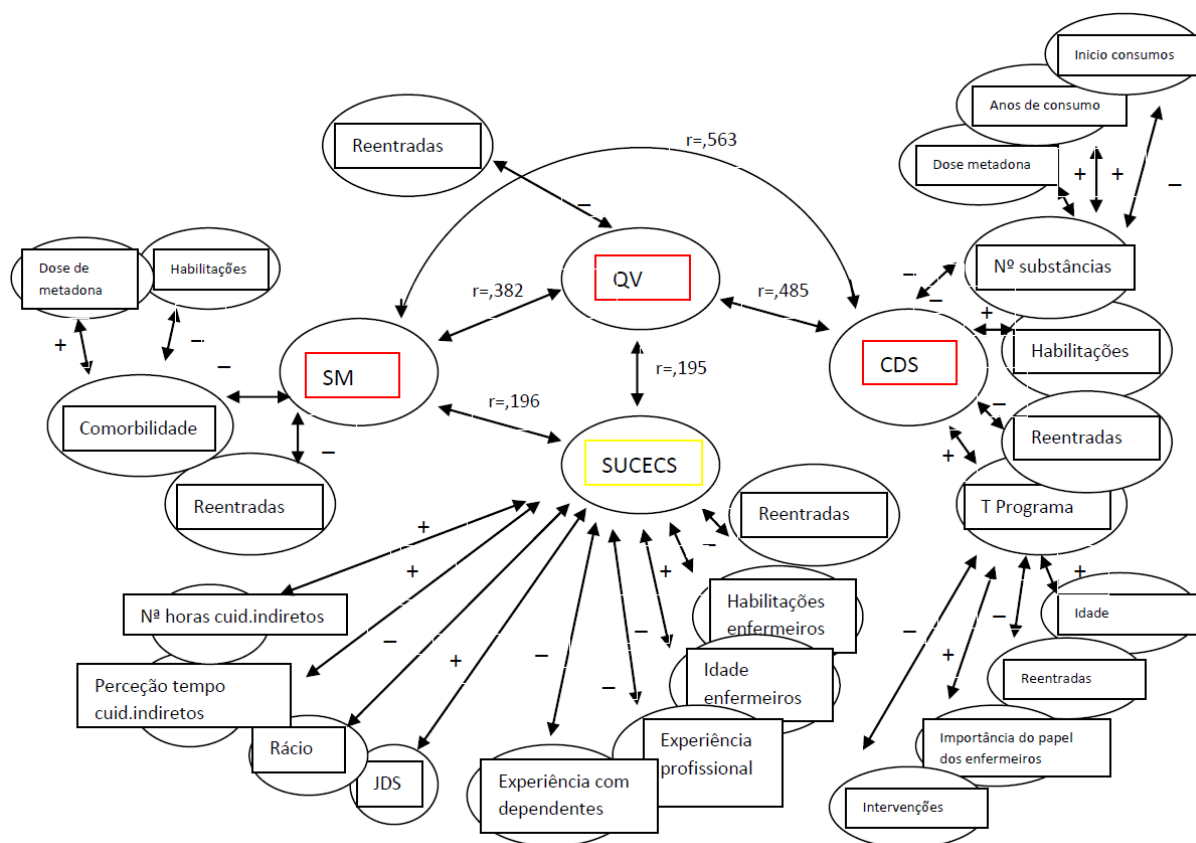 Inicio consumos
Anos de consumo
Reentradas
r=,563
Dose metadona
+
+
–
–
Dose de
metadona
Habilitações
QV
Nº substâncias
–
–
r=,382
r=,485
+
+
–
Habilitações
SM
–
r=,195
CDS
–
r=,196
Comorbilidade
Reentradas
–
+
SUCECS
Reentradas
Reentradas
T Programa
+
–
+
+
+
Nª horas cuid.indiretos
Habilitações
enfermeiros
Idade
–
–
–
–
+
Perceção tempo
cuid.indiretos
+
–
–
Idade
enfermeiros
Reentradas
Rácio
Experiência
profissional
Importância do papel
dos enfermeiros
JDS
Experiência com
dependentes
Intervenções